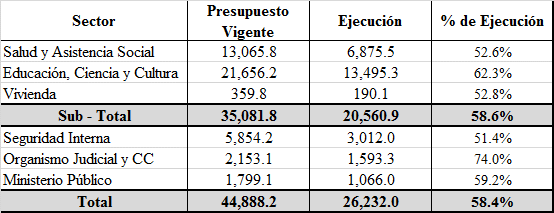 Sector Presupuesto Vigente Ejecución % de Ejecución
Salud y Asistencia Social 13,065.8 6,875.5 52.6%
Educación, Ciencia y Cultura 21,656.2 13,495.3 62.3%
Vivienda 359.8 190.1 52.8%
Sub - Total 35,081.8 20,560.9 58.6%
Seguridad Interna 5,854.2 3,012.0 51.4%
Organismo Judicial y CC 2,153.1 1,593.3 74.0%
Ministerio Público 1,799.1 1,066.0 59.2%
Total 44,888.2 26,232.0 58.4%